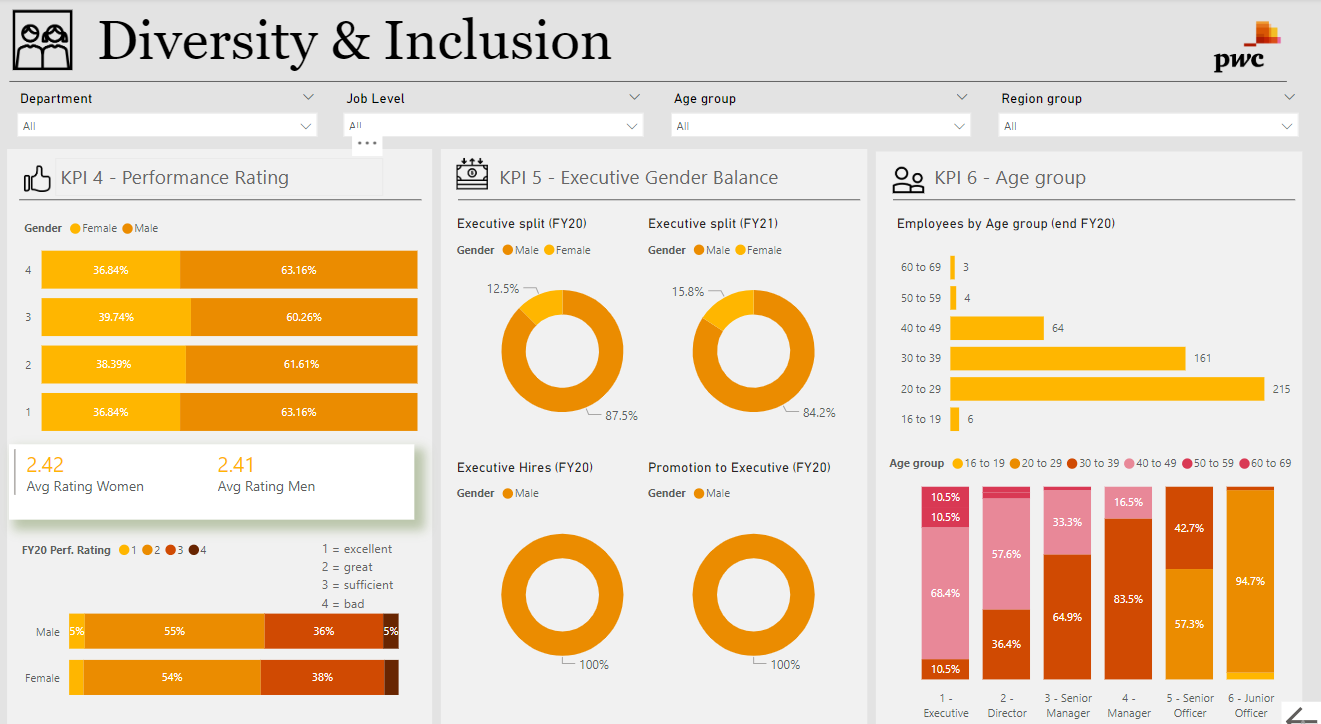 Diversity & Inclusion
pwc
Department
Job Level
Age group
Region group
All
All
All
All
KPI 4 - Performance Rating
Gender Female Male
4 36.84% 63.16%
3 39.74% 60.26%
2 38.39% 61.61%
1 36.84% 63.16%
2.42
Avg Rating Women
2.41
Avg Rating Men
FY20 Perf. Rating 1 2 3 4
1 = excellent
2 = great
3 = sufficient
4 = bad
Male 5% 55% 36% 5%
Female 54% 38%
KPI 5 - Executive Gender Balance
Executive split (FY20)
Gender Male Female
12.5%
87.5%
Executive split (FY21)
Gender Male Female
15.8%
84.2%
Executive Hires (FY20)
Gender Male
100%
Promotion to Executive (FY20)
Gender Male
100%
KPI 6 - Age group
Employees by Age group (end FY20)
60 to 69 3
50 to 59 4
40 to 49 64
30 to 39 161
20 to 29 215
16 to 19 6
Age group 16 to 19 20 to 29 30 to 39 40 to 49 50 to 59 60 to 69
10.5%
10.5%
68.4%
10.5%
1 -
Executive
57.6%
36.4%
2 -
Director
33.3%
64.9%
3 - Senior
Manager
16.5%
83.5%
4 -
Manager
42.7%
57.3%
5 - Senior
Officer
94.7%
6 - Junior
Officer